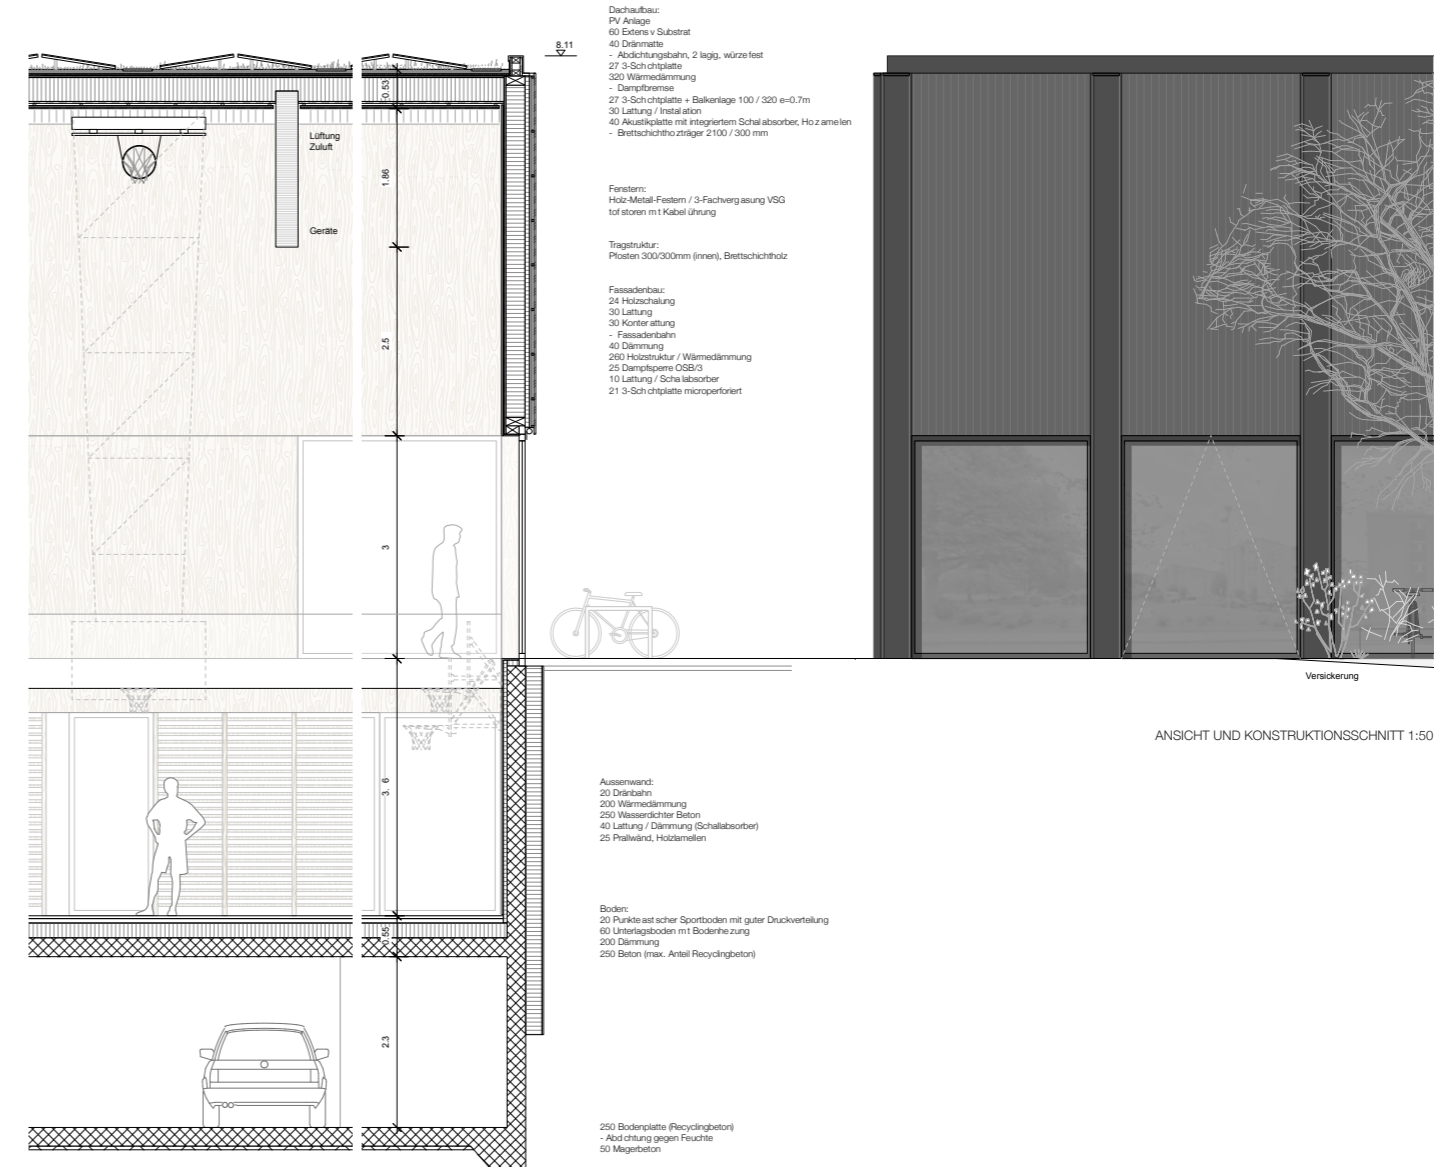 8.11
Dachaufbau:
PV Anlage
60 Extens v Substrat
40 Dränmatte
- Abdichtungsbahn, 2 lagig, würze fest
27 3-Sch chtplatte
320 Wärmedämmung
- Dampfbremse
27 3-Sch chtplatte + Balkenlage 100 / 320 e=0.7m
30 Lattung / Instal ation
40 Akustikplatte mit integriertem Schal absorber, Ho z ame len
- Brettschichtho zträger 2100 / 300 mm
0.53
Lüftung
Zuluft
1.86
Geräte
Fenstern:
Holz-Metall-Festern / 3-Fachverg asung VSG
tof storen m t Kabel ührung
Tragstruktur:
Pfosten 300/300mm (innen), Brettschichtholz
Fassadenbau:
24 Holzschalung
30 Lattung
30 Konter attung
- Fassadenbahn
40 Dämmung
260 Holzstruktur / Wärmedämmung
25 Dampfsperre OSB/3
10 Lattung / Scha labsorber
21 3-Sch chtplatte microperforiert
2.5
3
Versickerung
ANSICHT UND KONSTRUKTIONSSCHNITT 1:50
3. 6
Aussenwand:
20 Dränbahn
200 Wärmedämmung
250 Wasserdichter Beton
40 Lattung / Dämmung (Schallabsorber)
25 Prallwänd, Holzlamellen
Boden:
20 Punkte ast scher Sportboden mit guter Druckverteilung
60 Unterlagsboden m t Bodenhe zung
200 Dämmung
250 Beton (max. Anteil Recyclingbeton)
0.55
2.3
250 Bodenplatte (Recyclingbeton)
- Abd chtung gegen Feuchte
50 Magerbeton